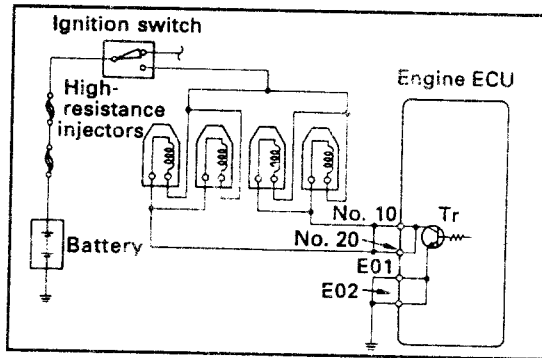 Ignition switch
High-
resistance
injectors
Engine ECU
Battery
No. 10
Tr
No. 20
E01
E02